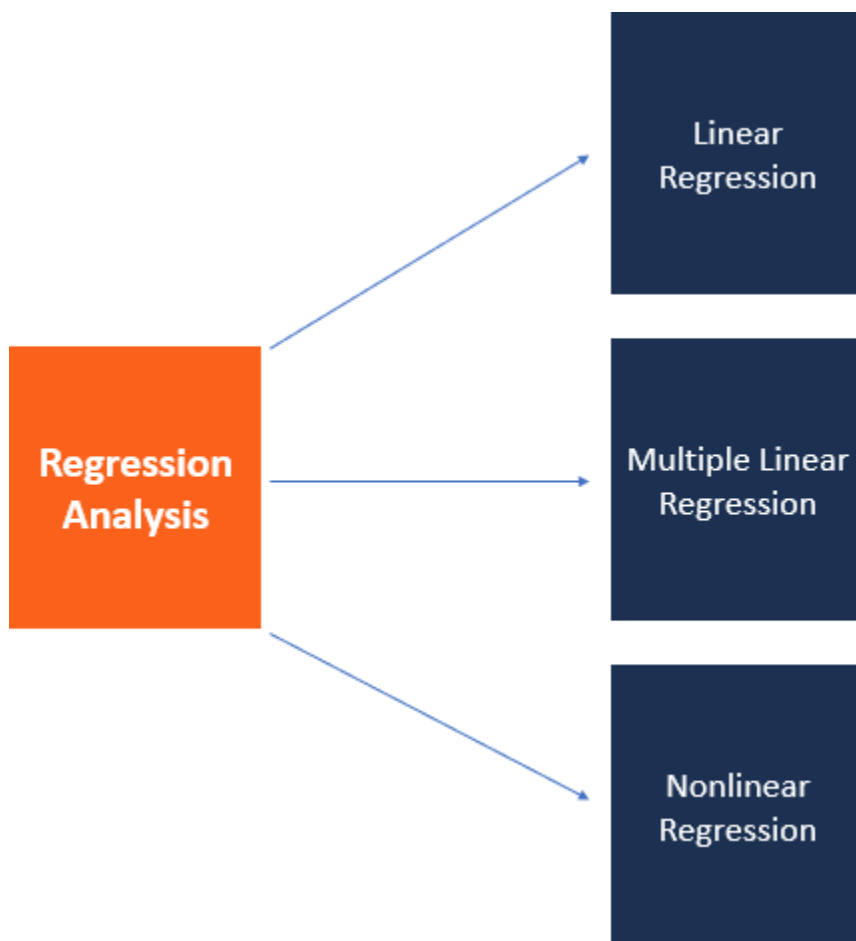 Linear
Regression
Regression
Analysis
Multiple Linear
Regression
Nonlinear
Regression